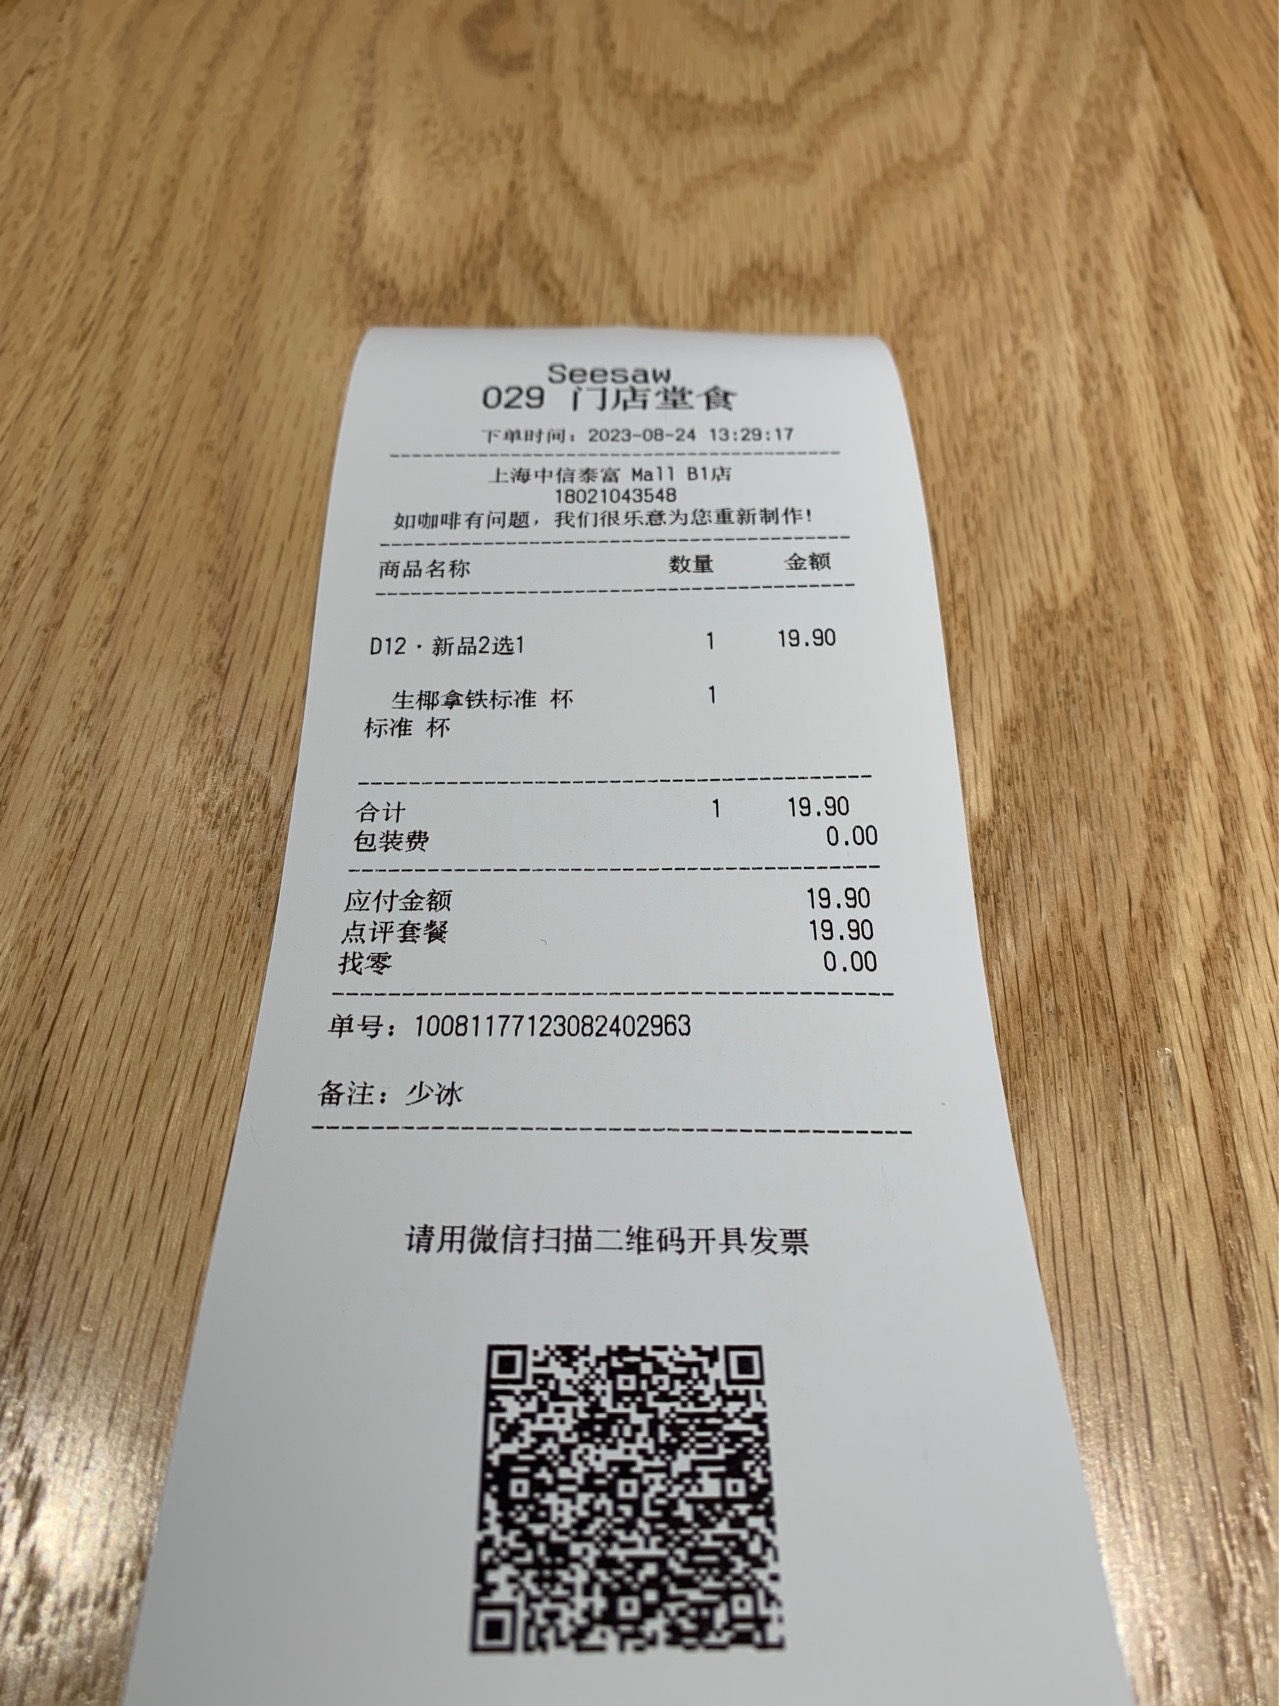 Seesaw
029 门店堂食
下单时间：2023-08-24 13:29:17
上海中信泰富 Mall B1店
18021043548
如咖啡有问题，我们很乐意为您重新制作！
商品名称 数量 金额
D12·新品2选1 1 19.90
生椰拿铁标准 杯 1
标准 杯
合计 1 19.90
包装费 0.00
应付金额 19.90
点评套餐 19.90
找零 0.00
单号：10081177123082402963
备注：少冰
请用微信扫描二维码开具发票